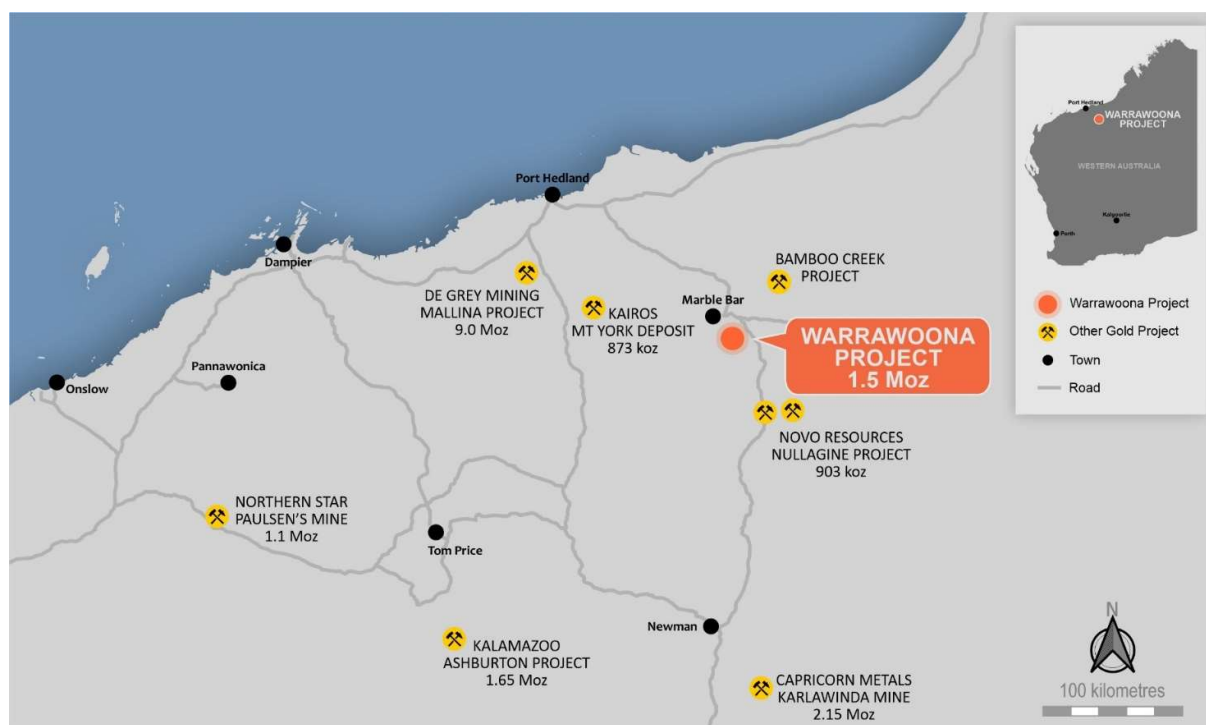 Port Hedland
Dampier
DE GREY MINING
MALLINA PROJECT
9.0 Moz
KAIROS
MT YORK DEPOSIT
873 koz
Marble Bar
BAMBOO CREEK
PROJECT
WARRAWOONA
PROJECT
1.5 Moz
Pannawonica
Onslow
NOVO RESOURCES
NULLAGINE PROJECT
903 koz
NORTHERN STAR
PAULSEN'S MINE
1.1 Moz
Tom Price
Newman
KALAMAZOO
ASHBURTON PROJECT
1.65 Moz
CAPRICORN METALS
KARLAWINDA MINE
2.15 Moz
Port Hedland
WARRAWOONA
PROJECT
WESTERN AUSTRALIA
Kalgoorlie
Perth
Warrawoona Project
Other Gold Project
Town
Road
N
100 kilometres